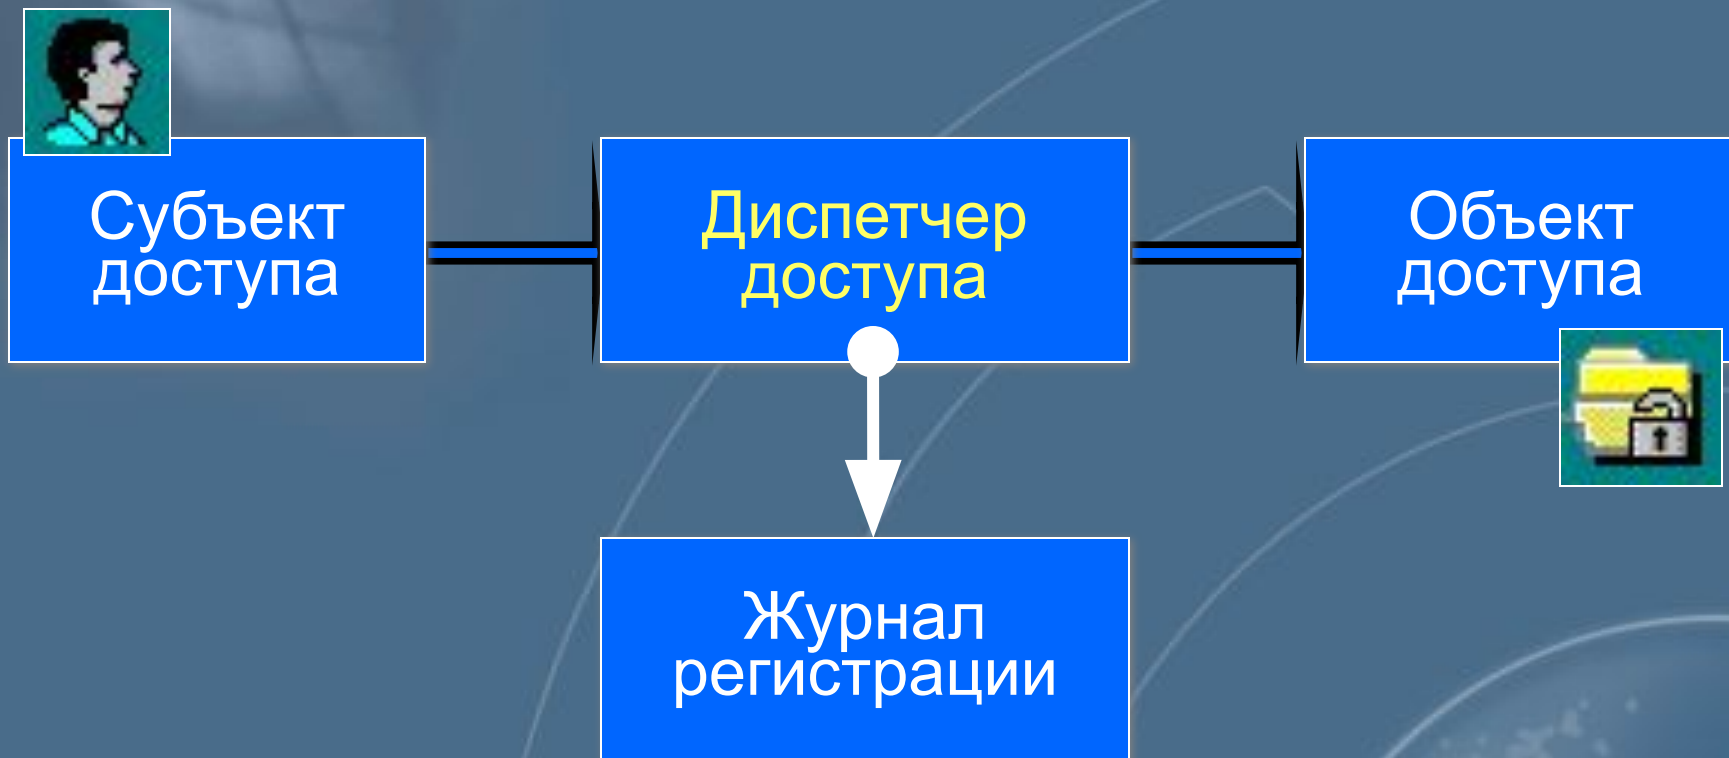 Субъект
доступа
Диспетчер
доступа
Объект
доступа
Журнал
регистрации